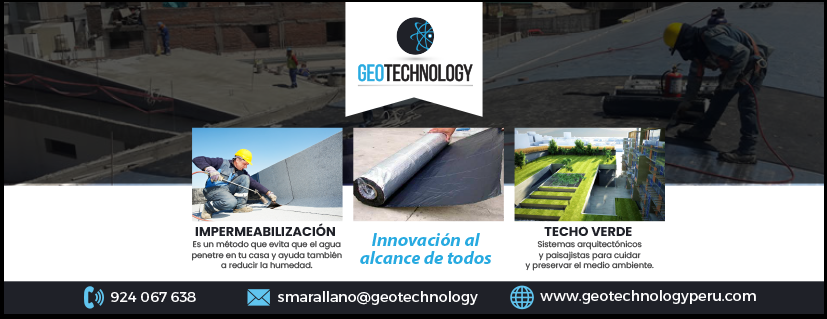 GEOTECHNOLOGY
IMPERMEABILIZACIÓN
Es un método que evita que el agua
penetre en tu casa y ayuda también
a reducir la humedad.
Innovación al
alcance de todos
TECHO VERDE
Sistemas arquitectónicos
y paisajistas para cuidar
y preservar el medio ambiente.
924 067 638
smarallano@geotechnology
www.geotechnologyperu.com